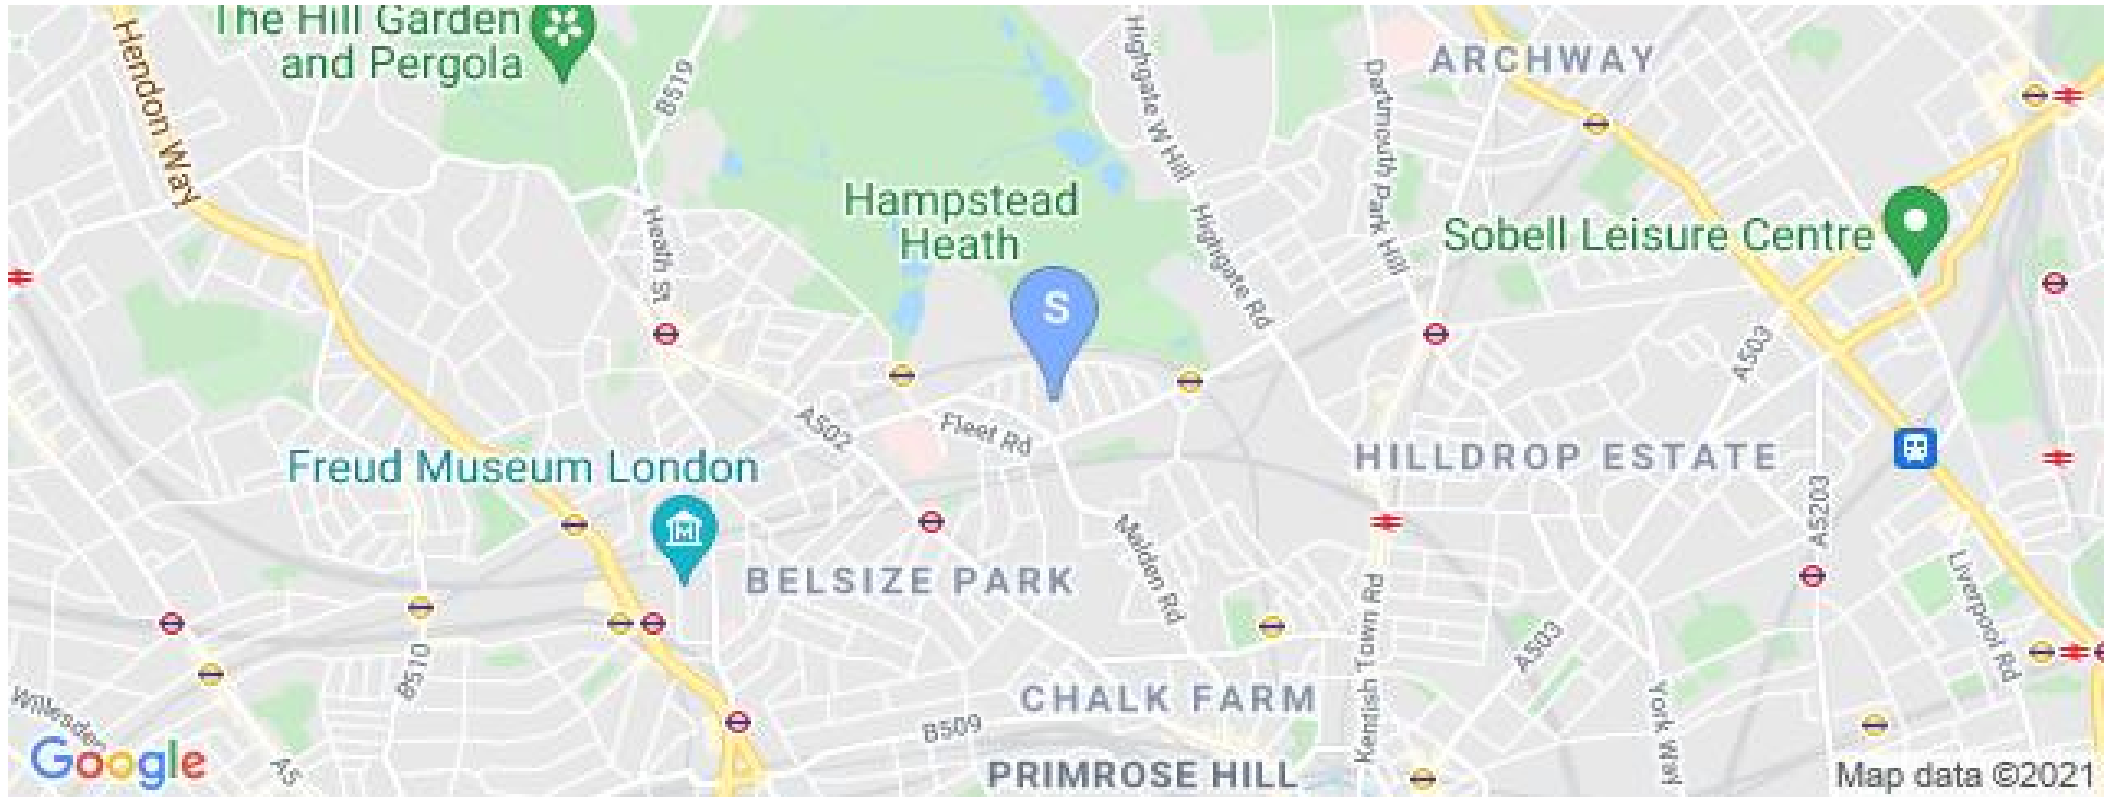 The Hill Garden
and Pergola
Hendon Way
B519
Highgate W Hill
Dartmouth Park Hill
ARCHWAY
Hampstead
Heath
Heath St.
Highgate Rd
Sobell Leisure Centre
S
A503
A502
Fleet Rd
Freud Museum London
M
HILLDROP ESTATE
A5203
Malden Rd
BELSIZE PARK
Kentish Town Rd
Liverpool Rd
A503
B510
CHALK FARM
B509
York Way
Willesden
A5
PRIMROSE HILL
Google
Map data ©2021